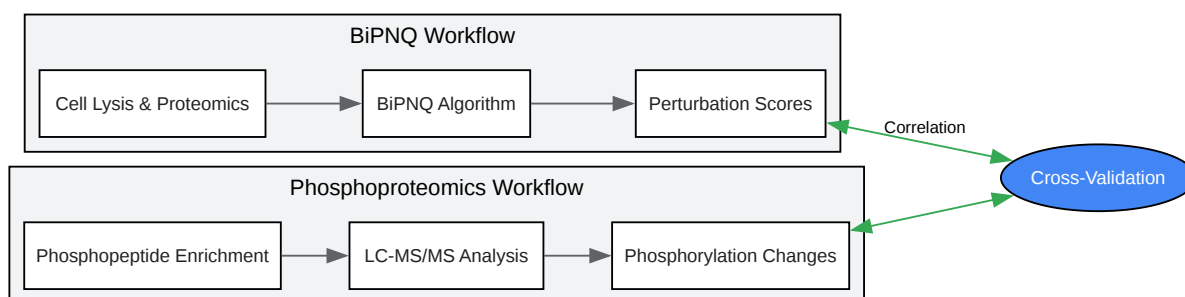 BiPNQ Workflow
Cell Lysis & Proteomics
BiPNQ Algorithm
Perturbation Scores
Correlation
Cross-Validation
Phosphoproteomics Workflow
Phosphopeptide Enrichment
LC-MS/MS Analysis
Phosphorylation Changes